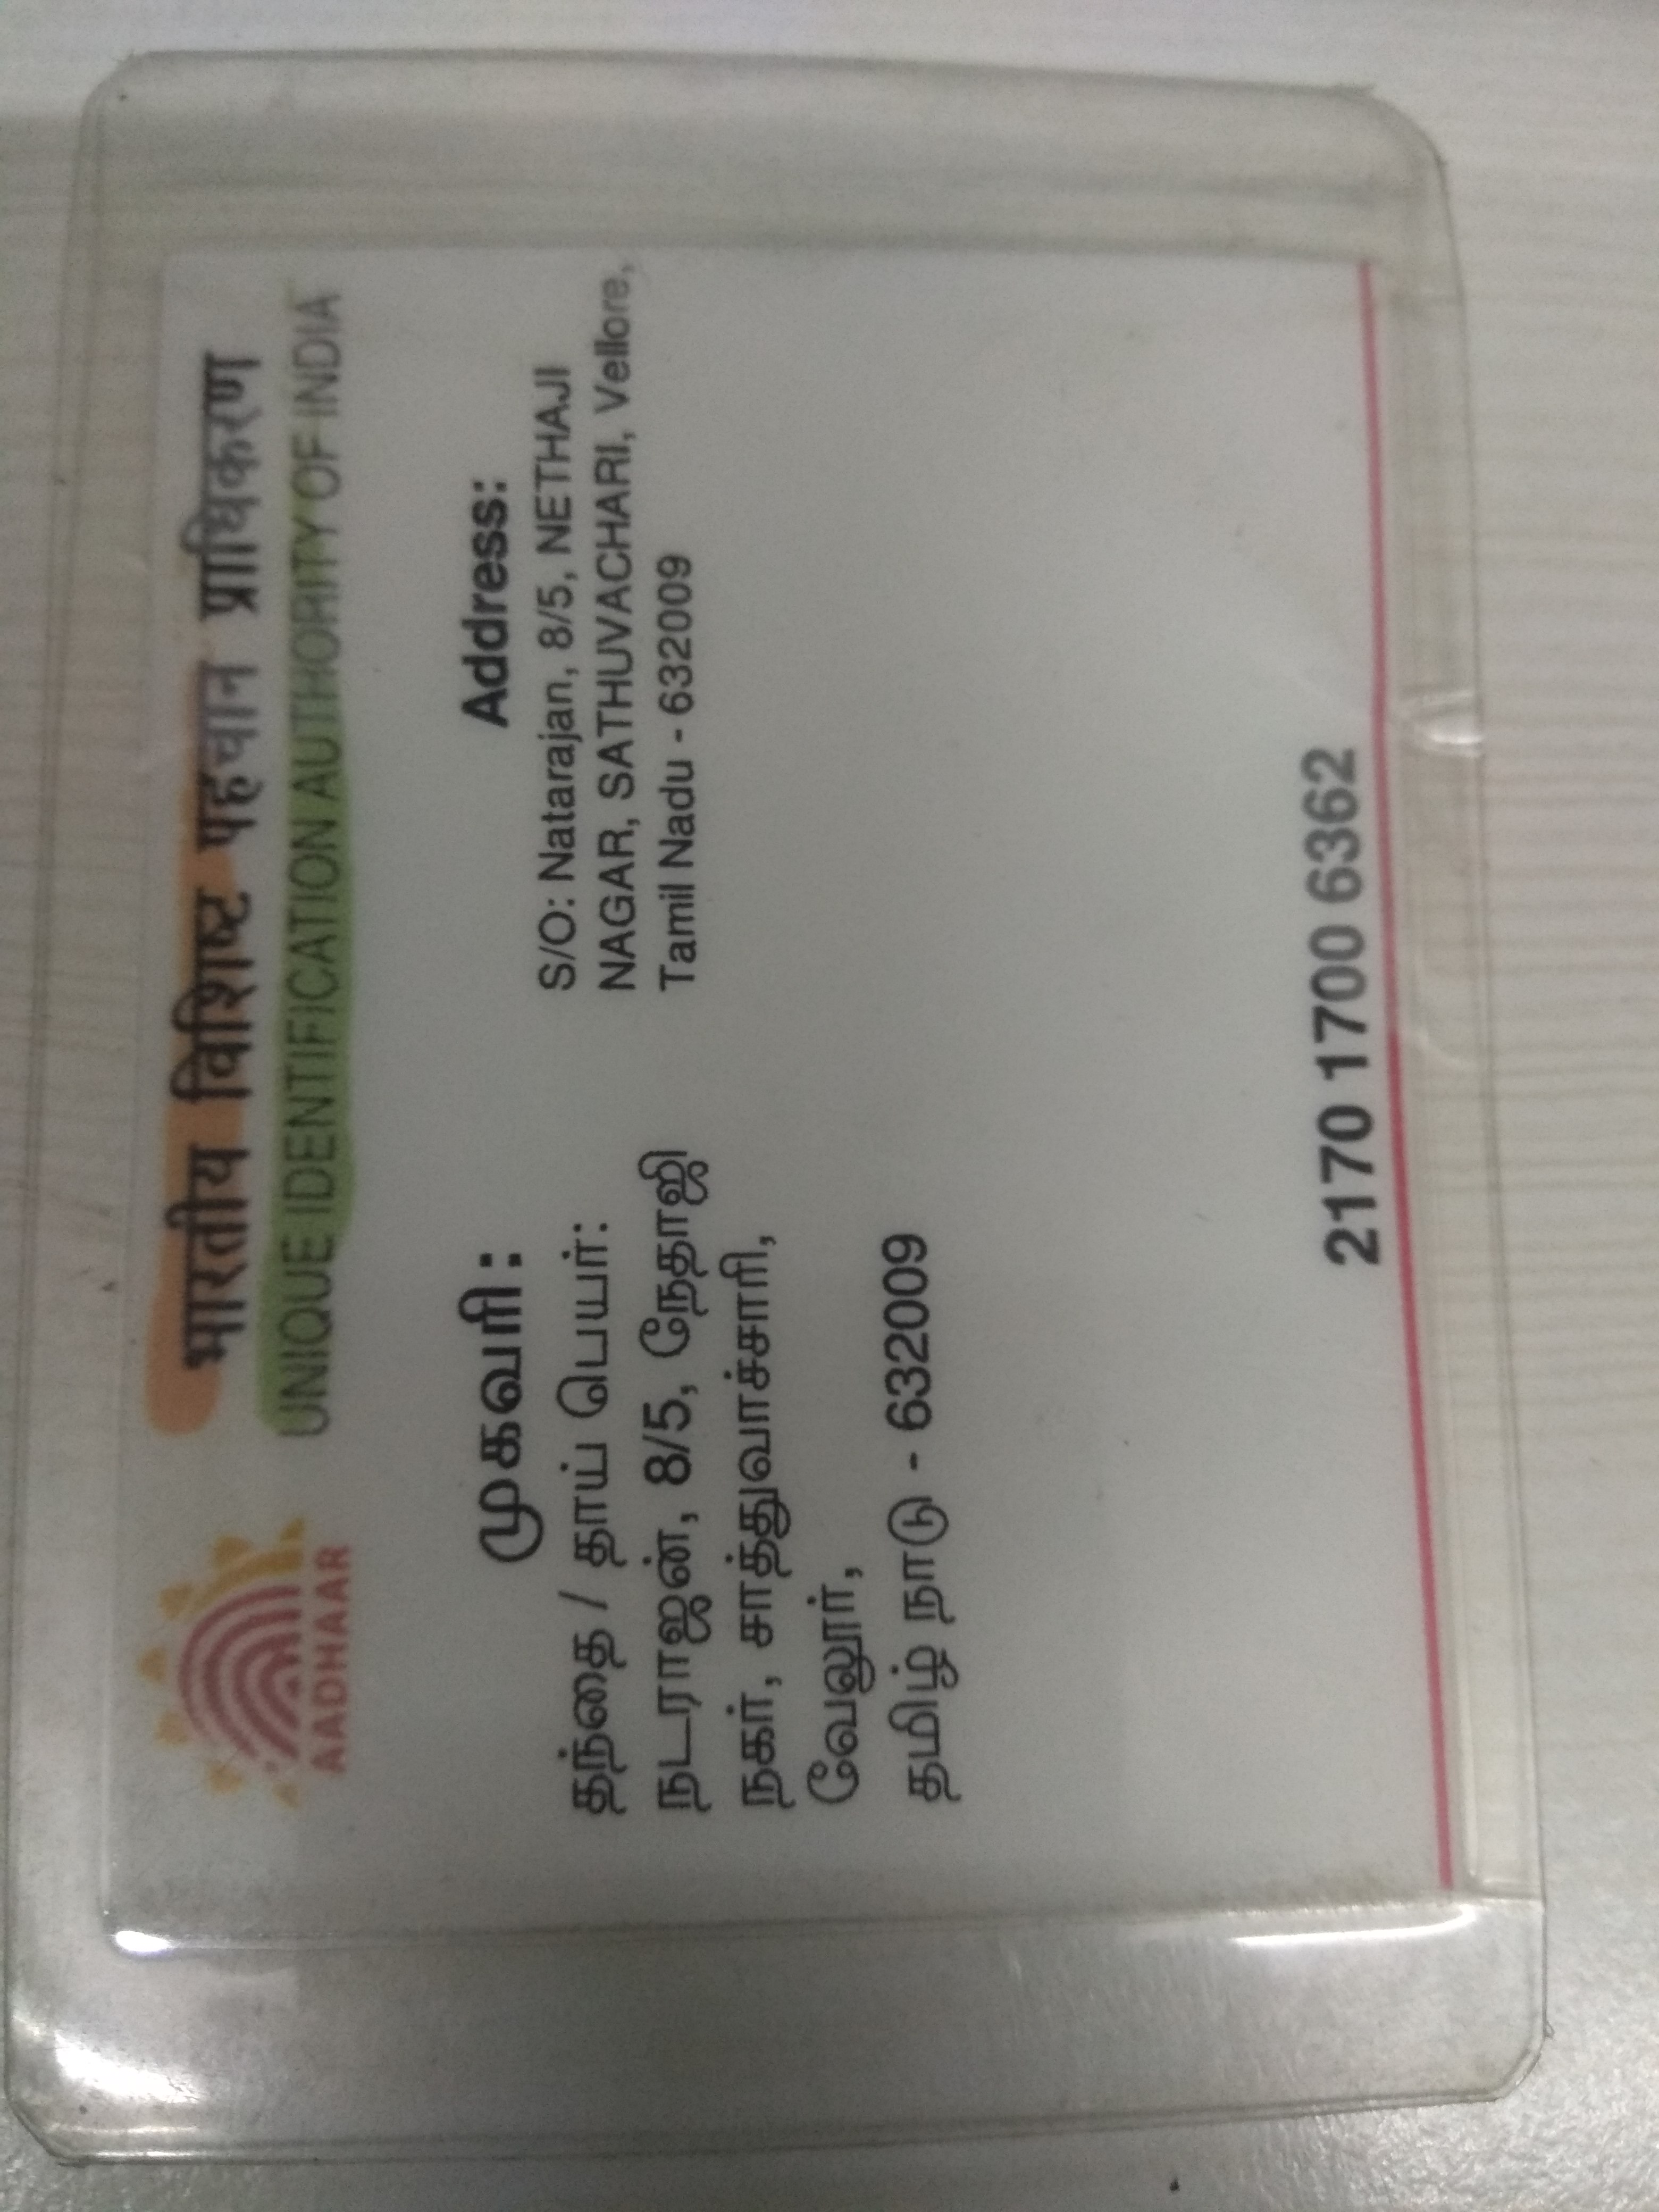 भारतीय विशिष्ट पहचान प्राधिकरण
UNIQUE IDENTIFICATION AUTHORITY OF INDIA
AADHAAR
முகவரி:
தந்தை / தாய் பெயர்:
நடராஜன், 8/5, நேதாஜி
நகர், சாத்துவாச்சாரி,
வேலூர்,
தமிழ் நாடு - 632009
Address:
S/O: Natarajan, 8/5, NETHAJI
NAGAR, SATHUVACHARI, Vellore,
Tamil Nadu - 632009
2170 1700 6362